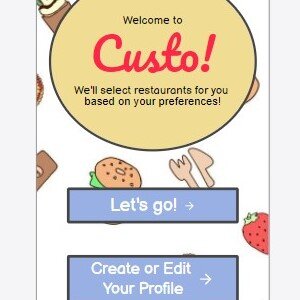 Welcome to
Custo!
We'll select restaurants for you
based on your preferences!
Let's go! →
Create or Edit →
Your Profile